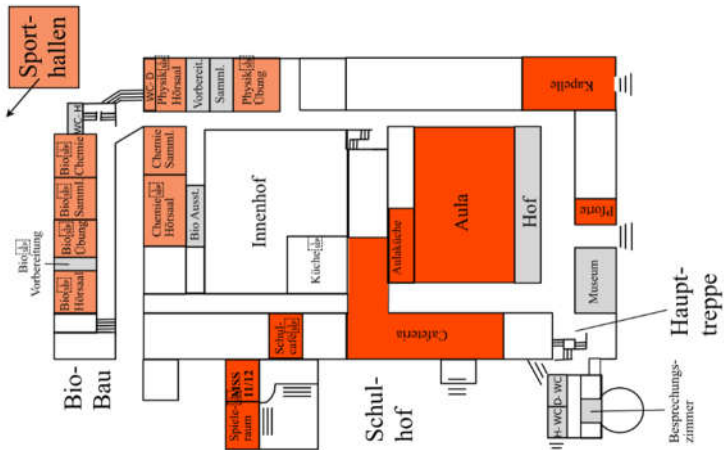 Sport-
hallen
WC-D
Physik
Hörsaal
Vorbereit.
Samml.
Physik
Übung
Kapelle
WC-H
Bio
Chemie
Bio
Samml.
Bio
Übung
Bio
Vorbereitung
Bio
Hörsaal
Chemie
Samml.
Chemie
Hörsaal
Bio Ausst.
Innenhof
Küche
Aulaküche
Aula
Hof
Pforte
Museum
Bio-
Bau
Schul-
café
Cafeteria
MSS
11/12
Spiele-
raum
Schul-
hof
Haupt-
treppe
H-WC
D-WC
Besprechungs-
zimmer